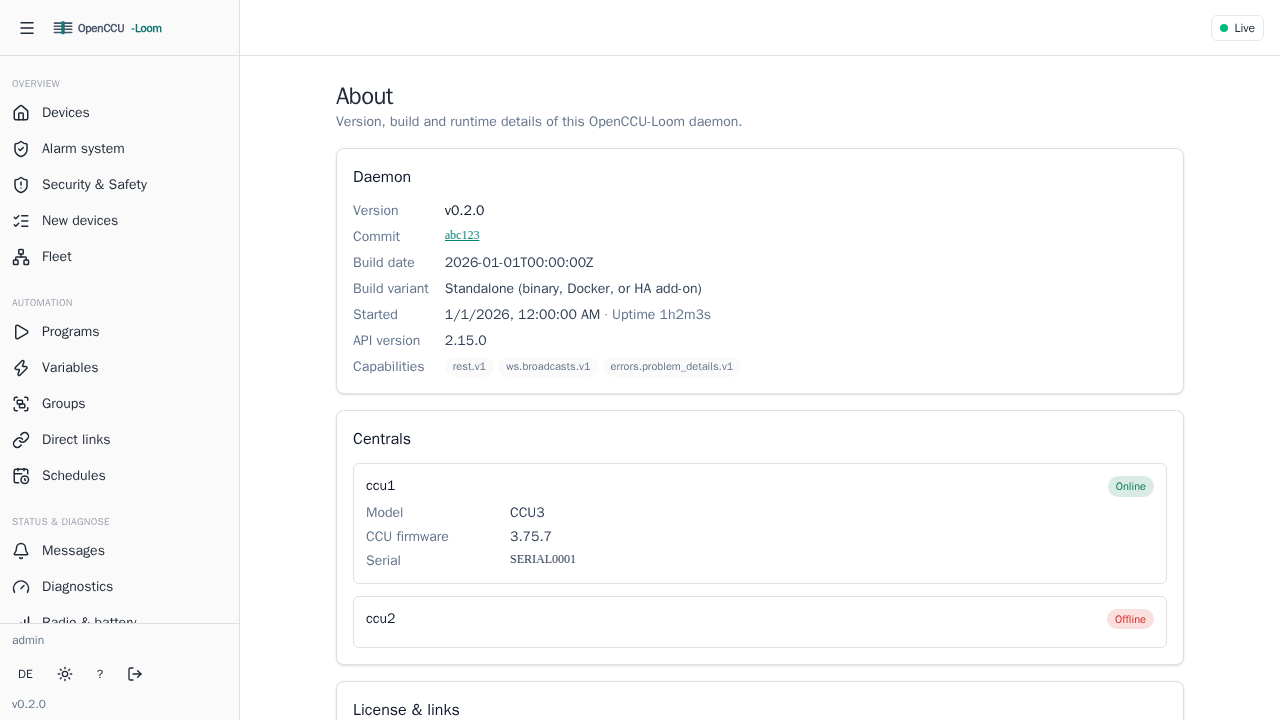 OpenCCU -Loom
Live
OVERVIEW
Devices
Alarm system
Security & Safety
New devices
Fleet
AUTOMATION
Programs
Variables
Groups
Direct links
Schedules
STATUS & DIAGNOSE
Messages
Diagnostics
Radio & battery
admin
DE ?
v0.2.0
About
Version, build and runtime details of this OpenCCU-Loom daemon.
Daemon
Version v0.2.0
Commit abc123
Build date 2026-01-01T00:00:00Z
Build variant Standalone (binary, Docker, or HA add-on)
Started 1/1/2026, 12:00:00 AM · Uptime 1h2m3s
API version 2.15.0
Capabilities rest.v1 ws.broadcasts.v1 errors.problem_details.v1
Centrals
ccu1 Online
Model CCU3
CCU firmware 3.75.7
Serial SERIAL0001
ccu2 Offline
License & links